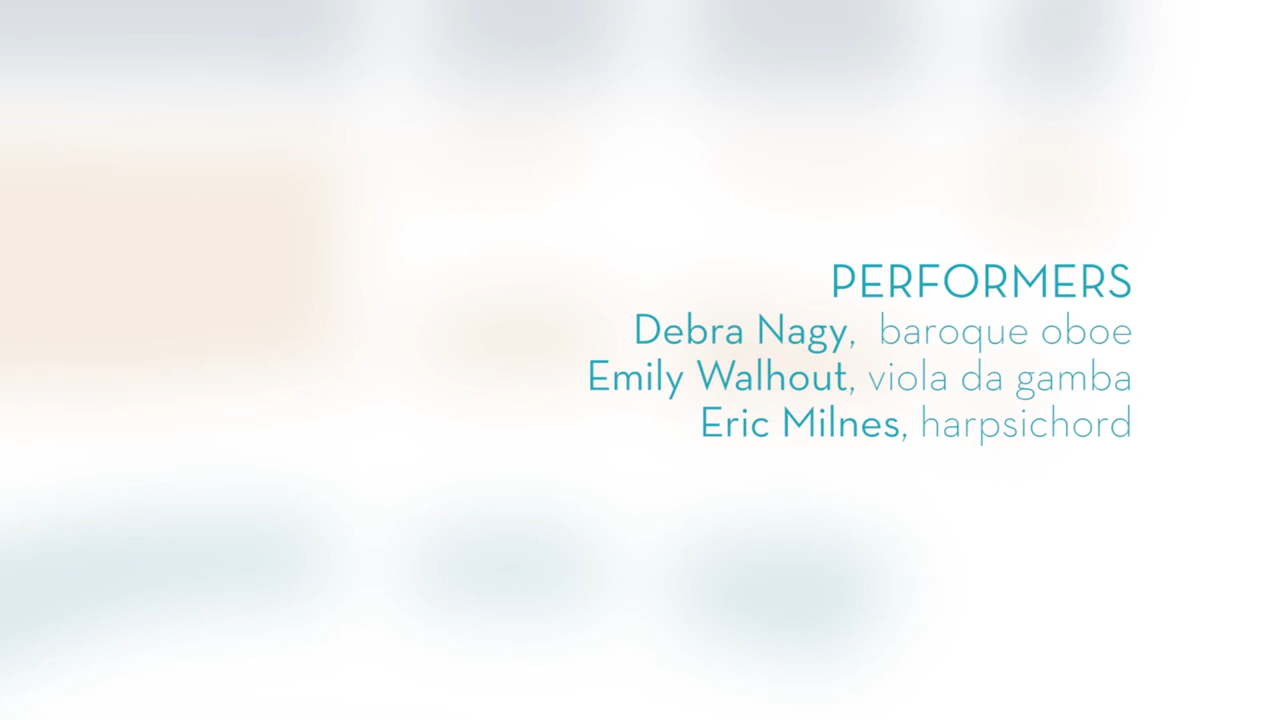 PERFORMERS
Debra Nagy, baroque oboe
Emily Walhout, viola da gamba
Eric Milnes, harpsichord